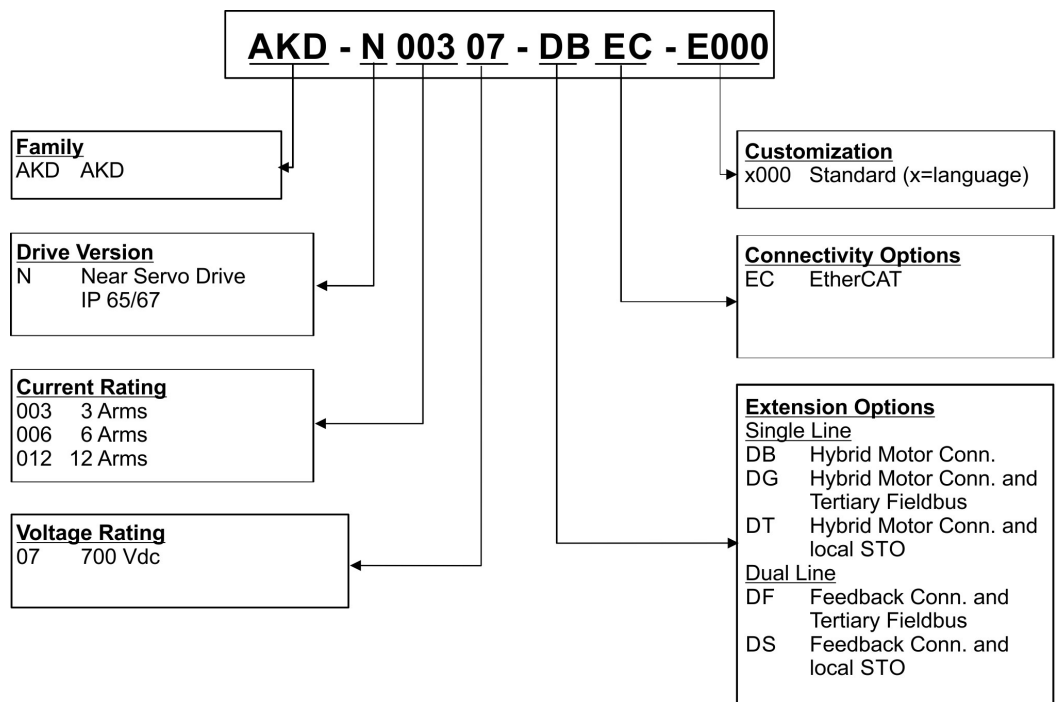 AKD - N 003 07 - DB EC - E000
Family
AKD AKD
Drive Version
N Near Servo Drive
IP 65/67
Current Rating
003 3 Arms
006 6 Arms
012 12 Arms
Voltage Rating
07 700 Vdc
Customization
x000 Standard (x=language)
Connectivity Options
EC EtherCAT
Extension Options
Single Line
DB Hybrid Motor Conn.
DG Hybrid Motor Conn. and
Tertiary Fieldbus
DT Hybrid Motor Conn. and
local STO
Dual Line
DF Feedback Conn. and
Tertiary Fieldbus
DS Feedback Conn. and
local STO